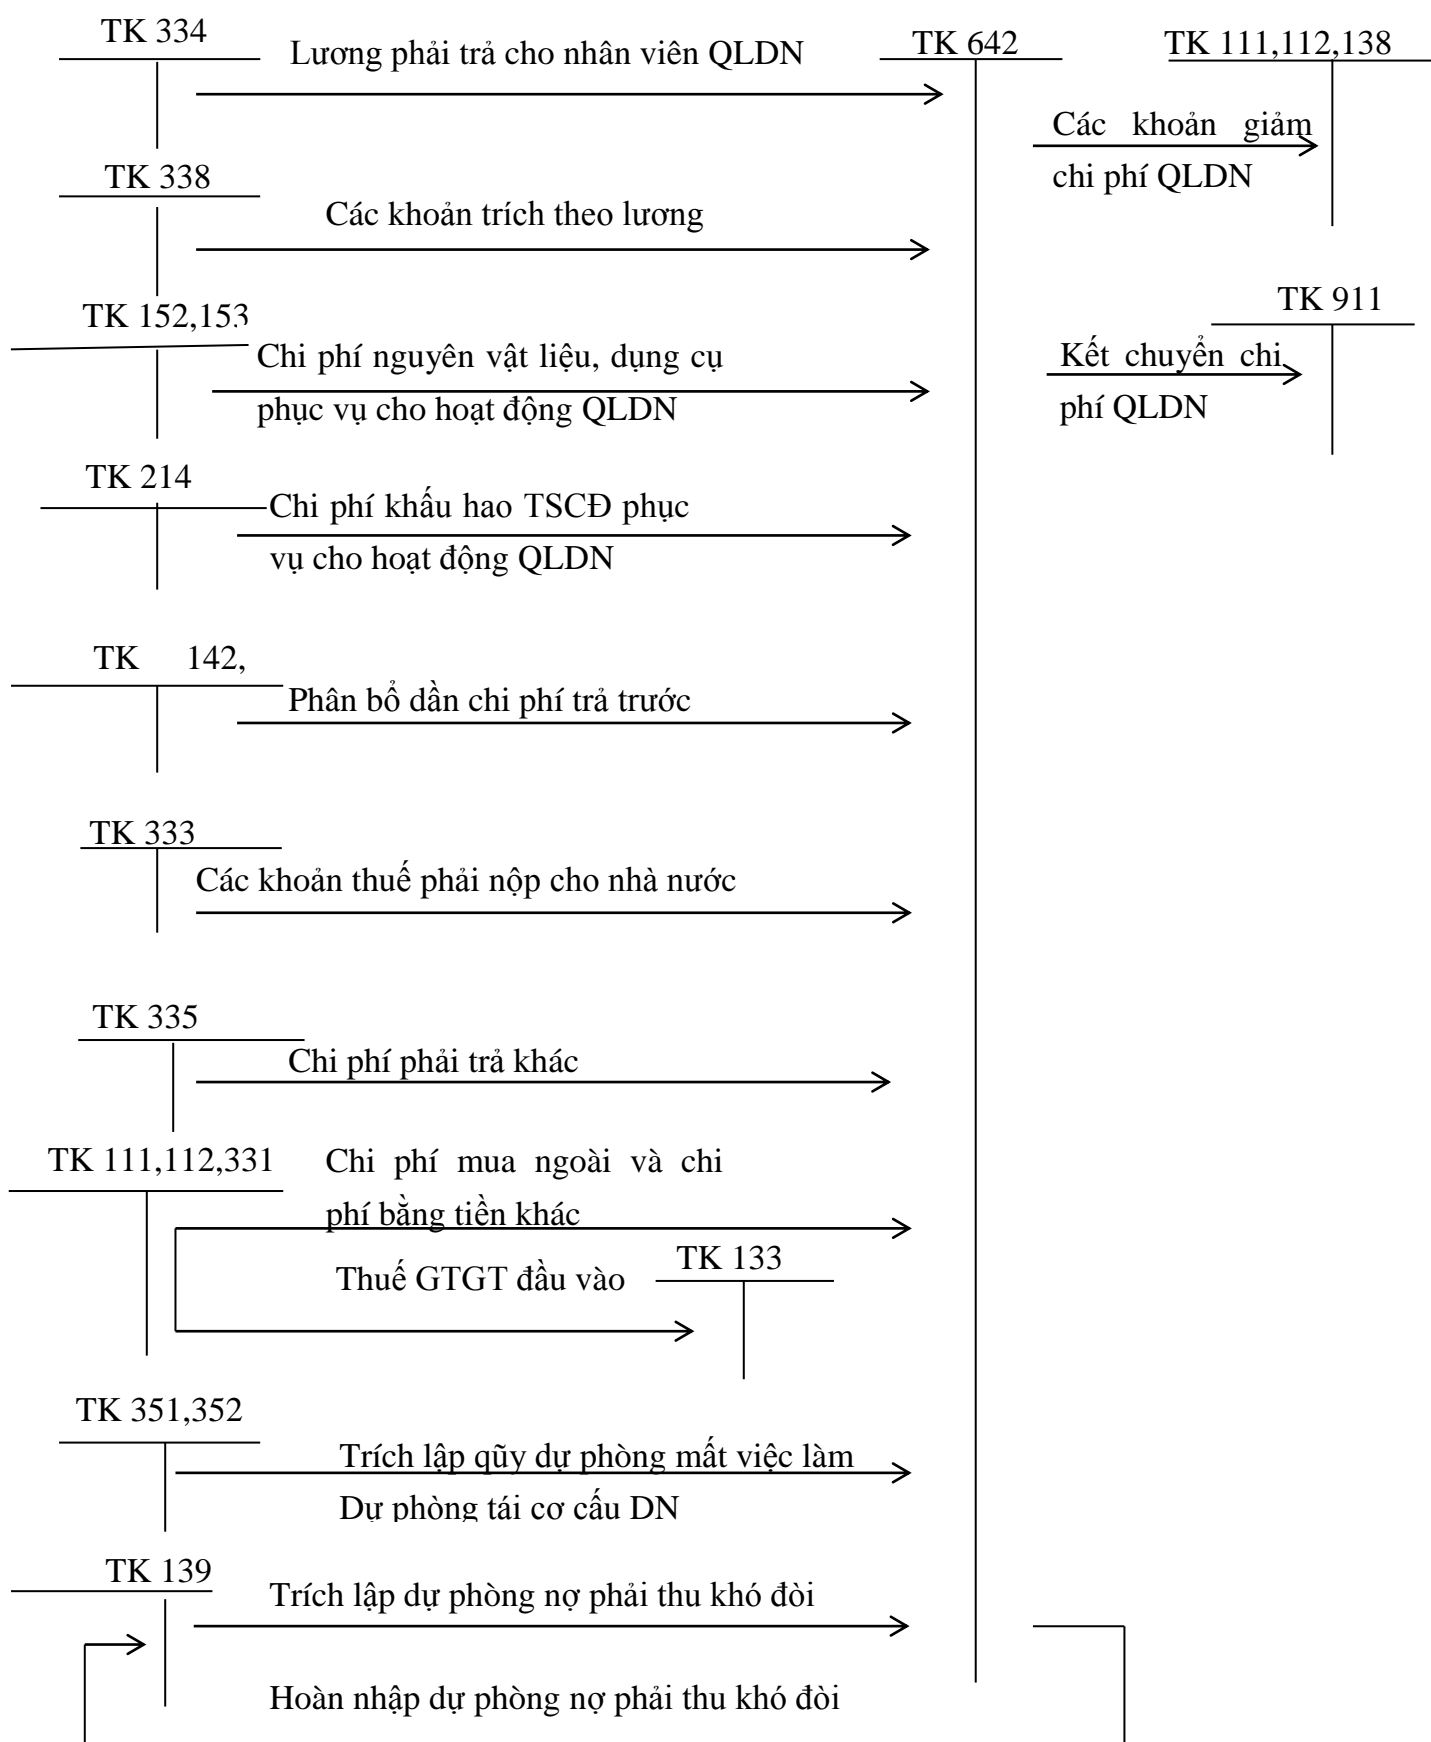 TK 334
Lương phải trả cho nhân viên QLDN
TK 642
TK 111,112,138
Các khoản giảm
chi phí QLDN
TK 338
Các khoản trích theo lương
TK 152,153
Chi phí nguyên vật liệu, dụng cụ
phục vụ cho hoạt động QLDN
TK 911
Kết chuyển chi
phí QLDN
TK 214
Chi phí khấu hao TSCĐ phục
vụ cho hoạt động QLDN
TK 142,
Phân bổ dần chi phí trả trước
TK 333
Các khoản thuế phải nộp cho nhà nước
TK 335
Chi phí phải trả khác
TK 111,112,331
Chi phí mua ngoài và chi
phí bằng tiền khác
Thuế GTGT đầu vào
TK 133
TK 351,352
Trích lập qũy dự phòng mất việc làm
Dự phòng tái cơ cấu DN
TK 139
Trích lập dự phòng nợ phải thu khó đòi
Hoàn nhập dự phòng nợ phải thu khó đòi